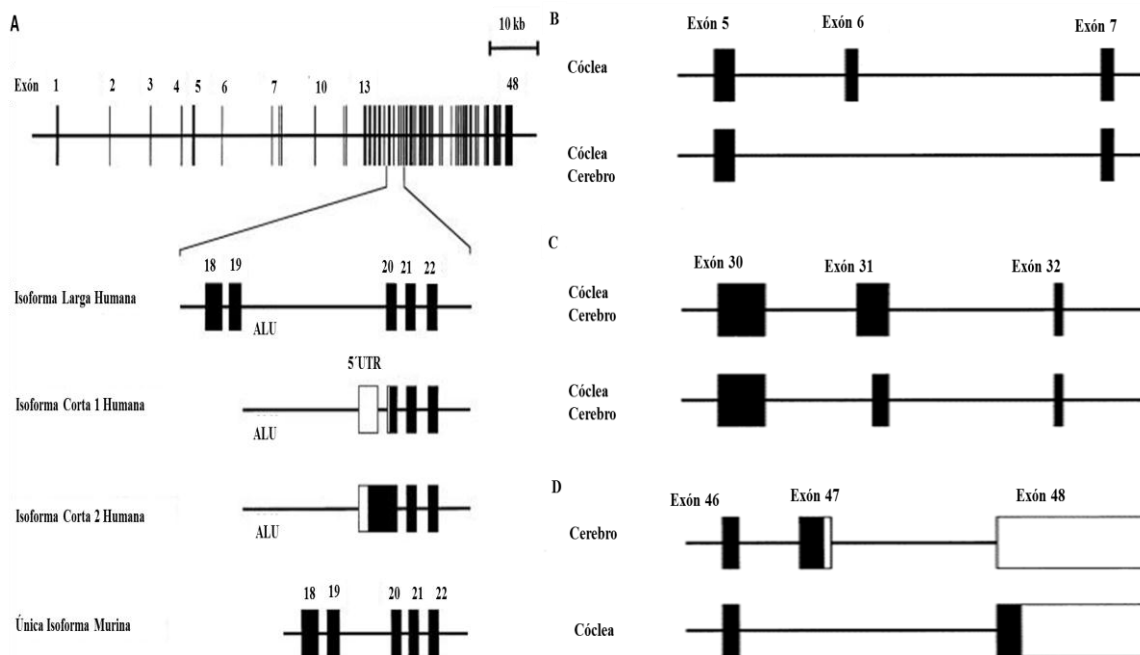 A
10 kb
Exón 1 2 3 4 5 6 7 10 13 48
18 19 20 21 22
Isoforma Larga Humana
ALU
5´UTR
Isoforma Corta 1 Humana
ALU
Isoforma Corta 2 Humana
ALU
18 19 20 21 22
Única Isoforma Murina
B
Exón 5 Exón 6 Exón 7
Cóclea
Cóclea
Cerebro
C
Exón 30 Exón 31 Exón 32
Cóclea
Cerebro
Cóclea
Cerebro
D
Exón 46 Exón 47 Exón 48
Cerebro
Cóclea